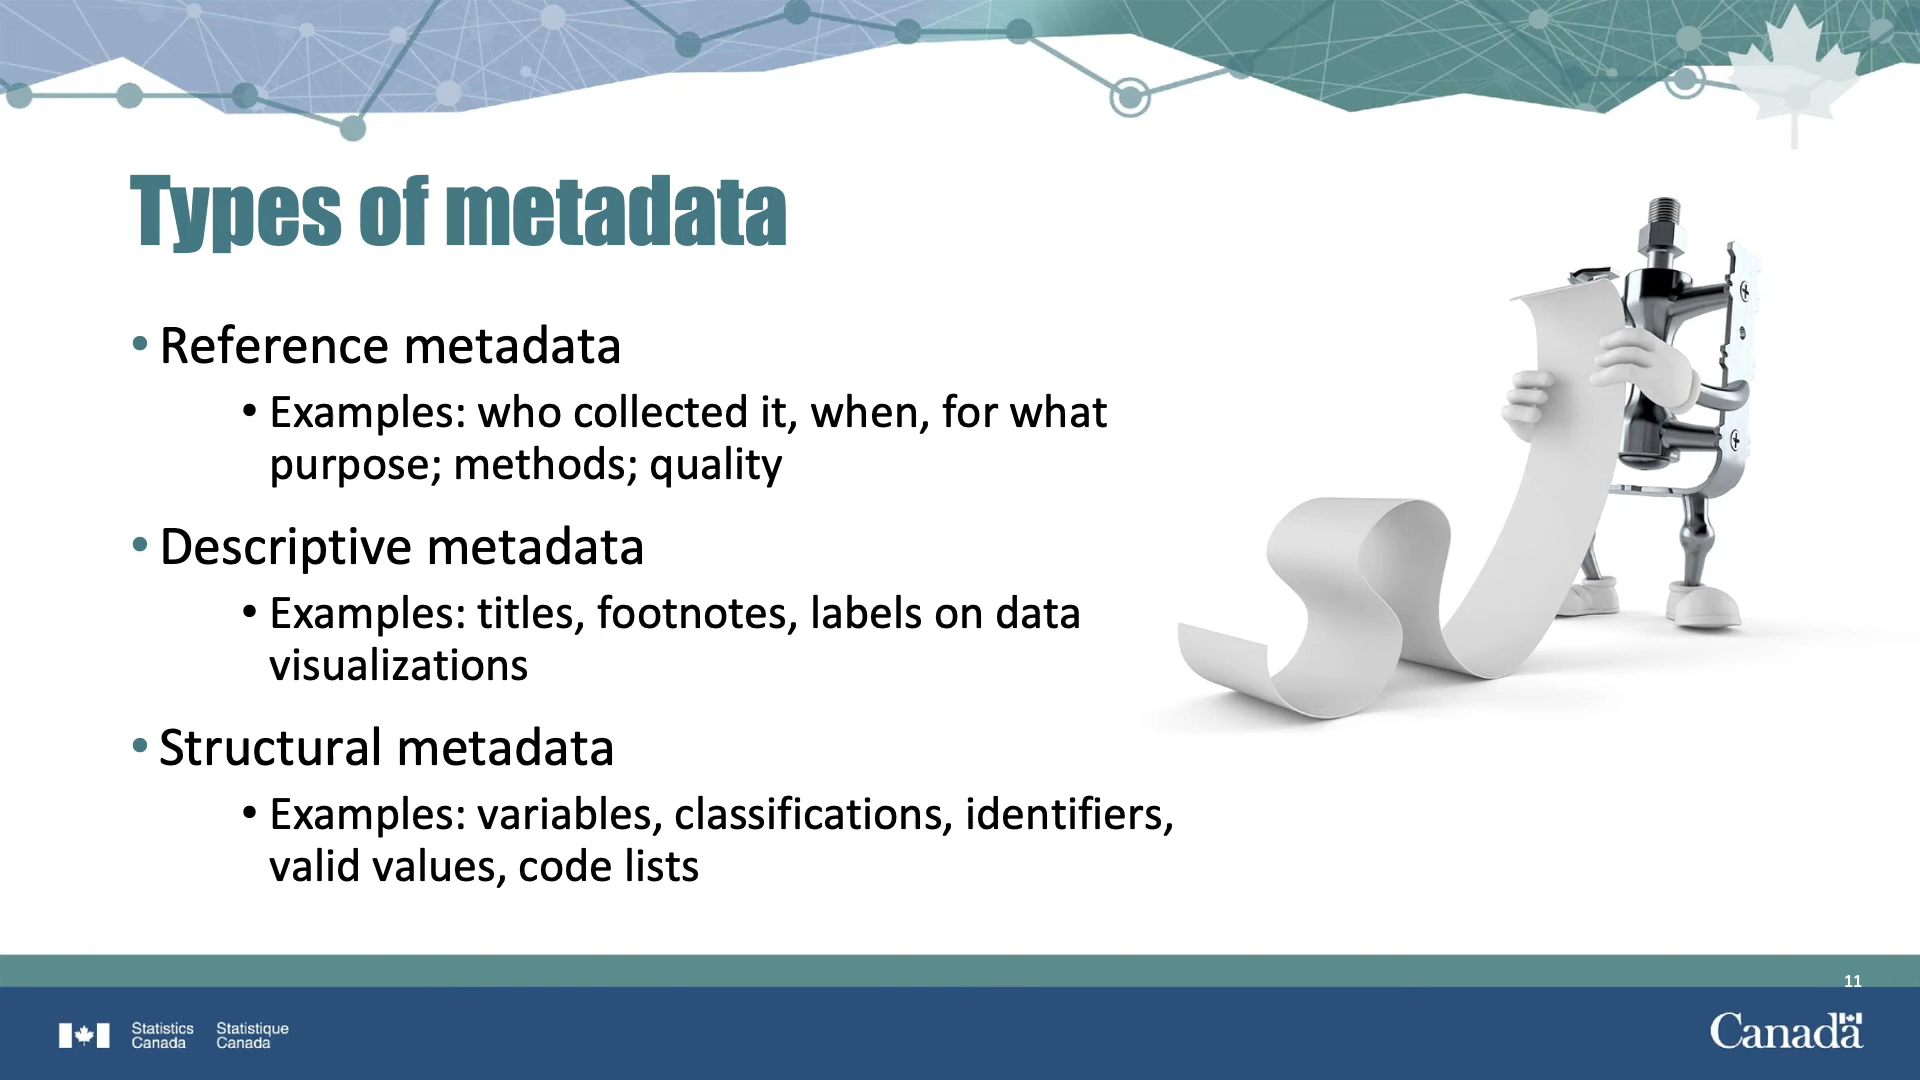 Types of metadata
• Reference metadata
• Examples: who collected it, when, for what
purpose; methods; quality
• Descriptive metadata
• Examples: titles, footnotes, labels on data
visualizations
• Structural metadata
• Examples: variables, classifications, identifiers,
valid values, code lists
11
Statistics Canada
Statistique Canada
Canada